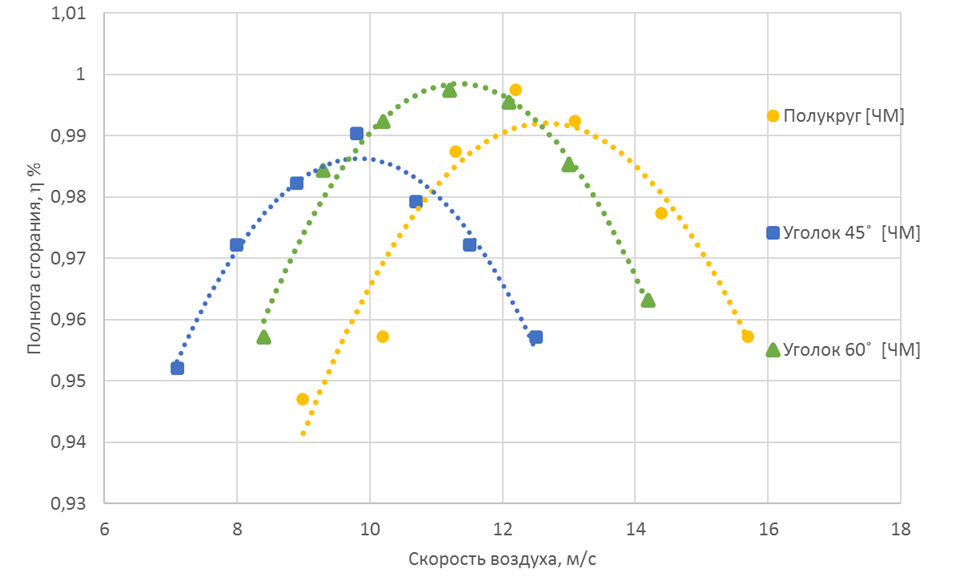 1,01
1
0,99
0,98
0,97
0,96
0,95
0,94
0,93
Полнота сгорания, η %
6 8 10 12 14 16 18
Скорость воздуха, м/с
Полукруг [ЧМ]
Уголок 45˚ [ЧМ]
Уголок 60˚ [ЧМ]